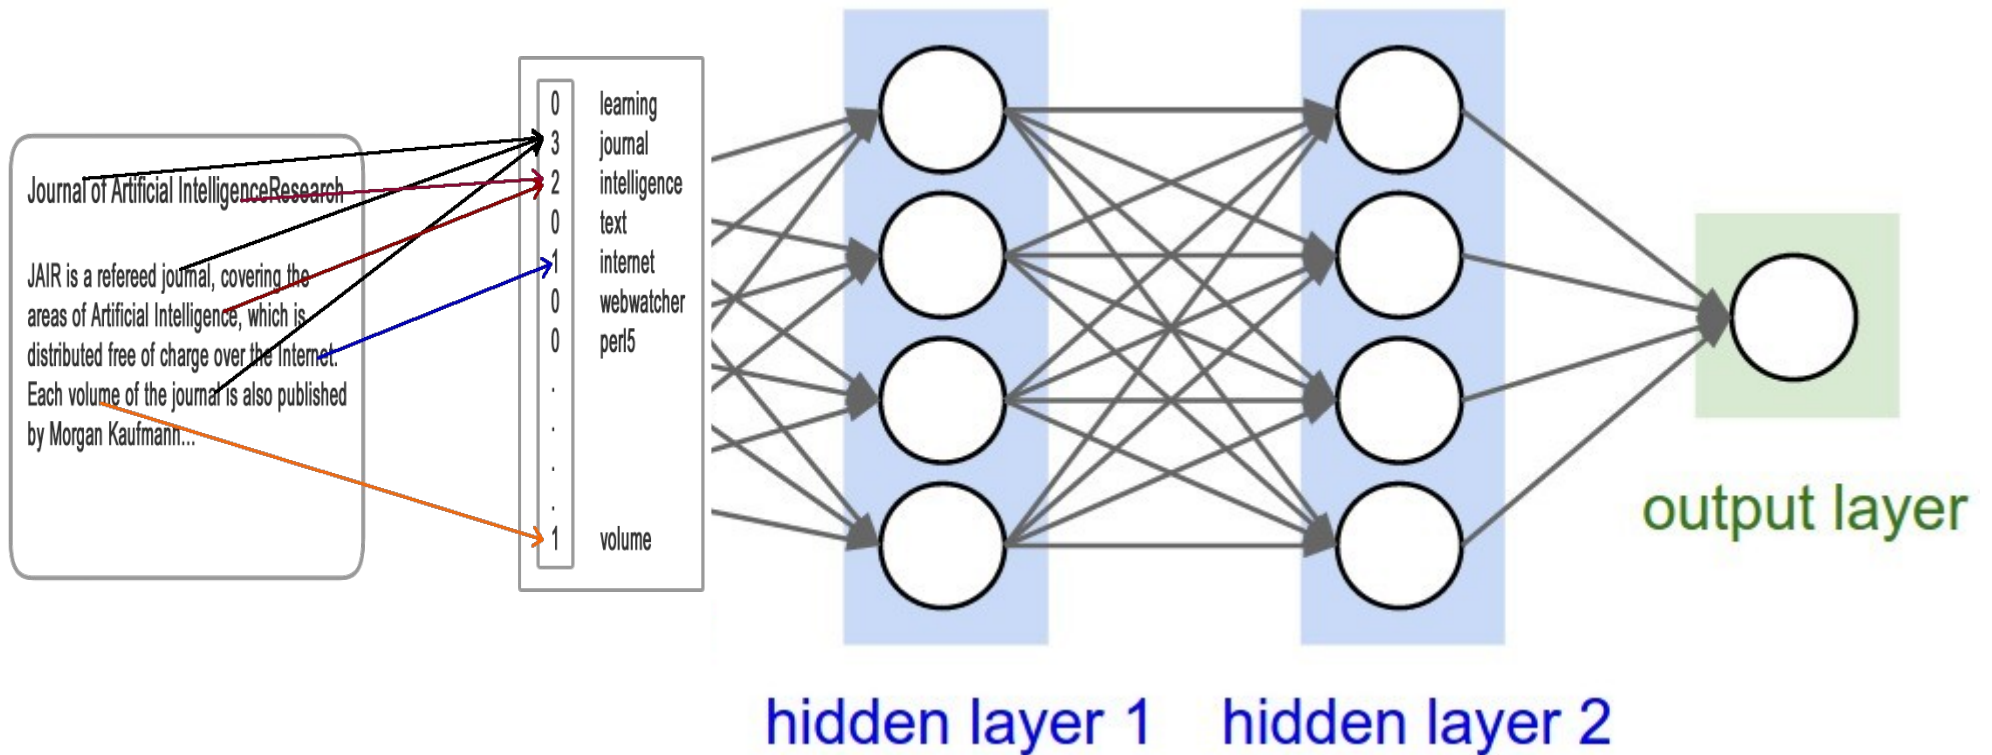 Journal of Artificial IntelligenceResearch
JAIR is a refereed journal, covering the
areas of Artificial Intelligence, which is
distributed free of charge over the Internet.
Each volume of the journal is also published
by Morgan Kaufmann...
0 learning
3 journal
2 intelligence
0 text
1 internet
0 webwatcher
0 perl5
.
.
.
.
1 volume
hidden layer 1
hidden layer 2
output layer